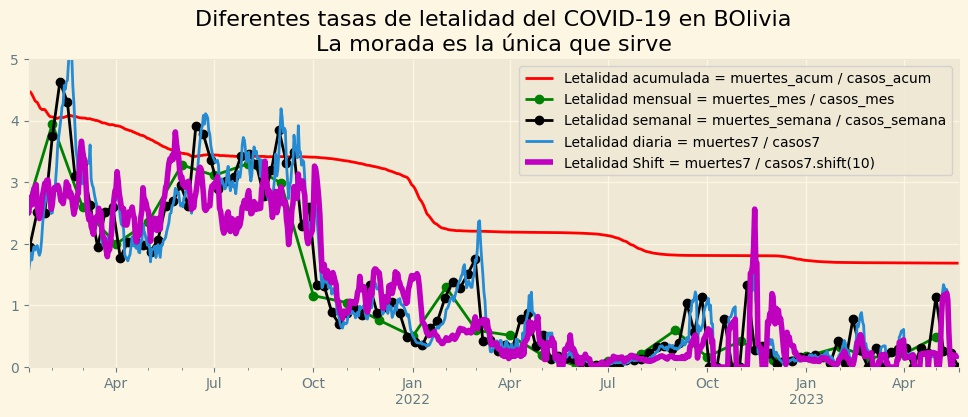 Diferentes tasas de letalidad del COVID-19 en BOlivia
La morada es la única que sirve
5
4
3
2
1
0
Letalidad acumulada = muertes_acum / casos_acum
Letalidad mensual = muertes_mes / casos_mes
Letalidad semanal = muertes_semana / casos_semana
Letalidad diaria = muertes7 / casos7
Letalidad Shift = muertes7 / casos7.shift(10)
Apr Jul Oct Jan Apr Jul Oct Jan Apr
2022 2023